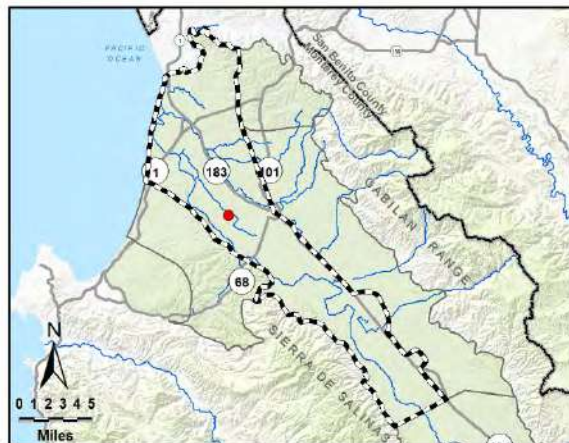 PACIFIC
OCEAN
1
San Benito County
Monterey County
1
183
101
GABILAN RANGE
68
SIERRA DE SALINAS
N
0 1 2 3 4 5
Miles